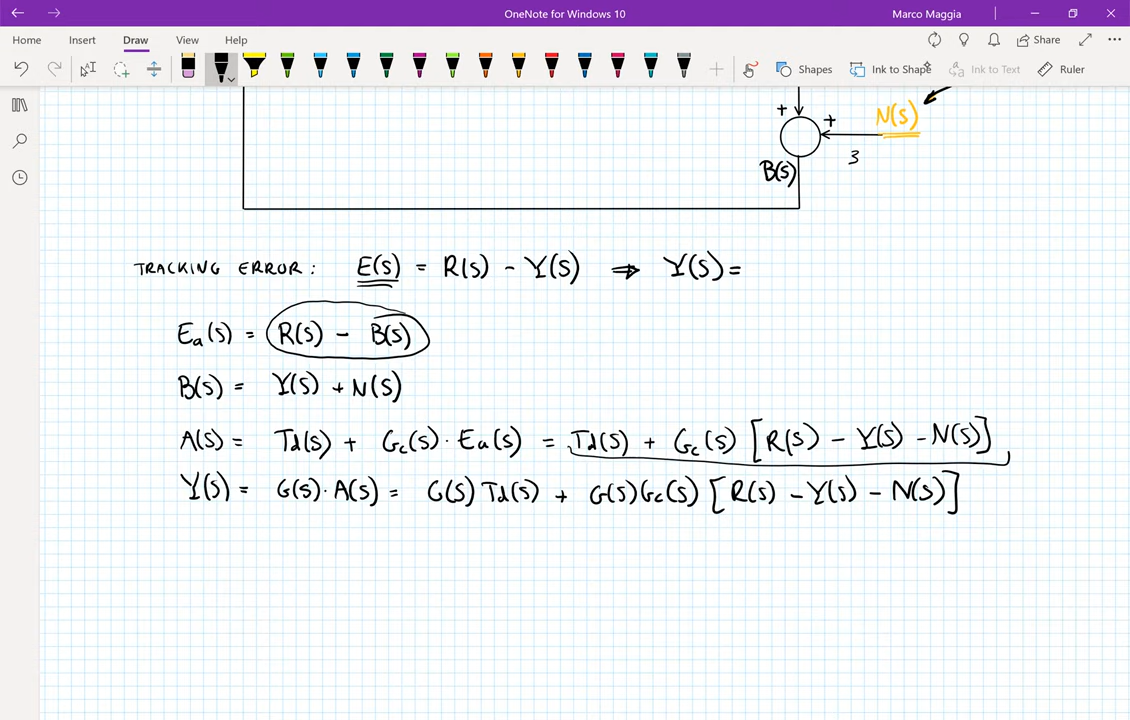 OneNote for Windows 10
Marco Maggia
Home Insert Draw View Help
Share
Shapes
Ink to Shape
Ink to Text
Ruler
N(s)
+ +
3
B(s)
TRACKING ERROR: E(s) = R(s) - Y(s) ⇒ Y(s) =
Ea(s) = R(s) - B(s)
B(s) = Y(s) + N(s)
A(s) = Td(s) + Gc(s) · Ea(s) = Td(s) + Gc(s) [R(s) - Y(s) - N(s)]
Y(s) = G(s) · A(s) = G(s) Td(s) + G(s)Gc(s) [R(s) - Y(s) - N(s)]